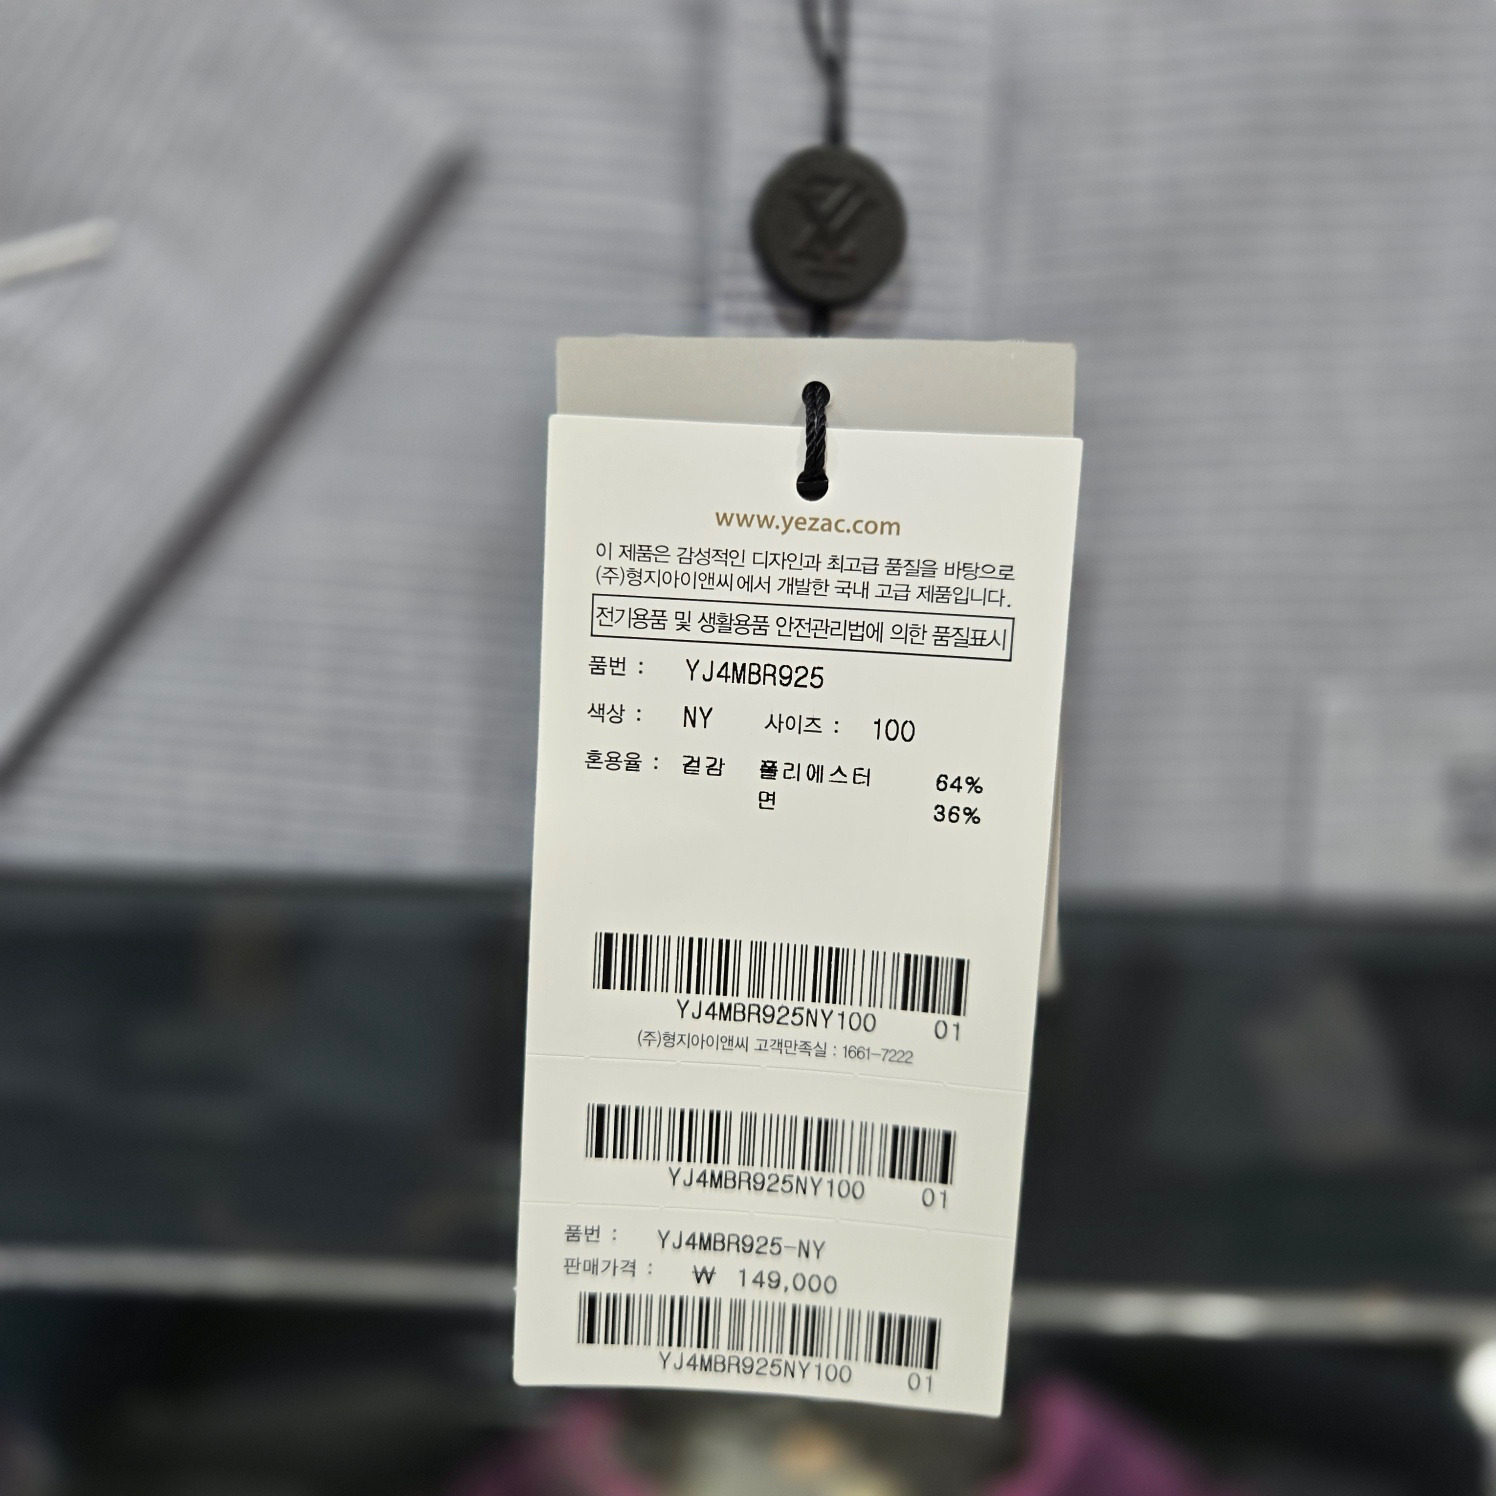 www.yezac.com
이 제품은 감성적인 디자인과 최고급 품질을 바탕으로
(주)형지아이앤씨에서 개발한 국내 고급 제품입니다.
전기용품 및 생활용품 안전관리법에 의한 품질표시
품번 : YJ4MBR925
색상 : NY 사이즈 : 100
혼용율 : 겉감 폴리에스터 64%
면 36%
YJ4MBR925NY100 01
(주)형지아이앤씨 고객만족실 : 1661-7222
YJ4MBR925NY100 01
품번 : YJ4MBR925-NY
판매가격 : ₩ 149,000
YJ4MBR925NY100 01